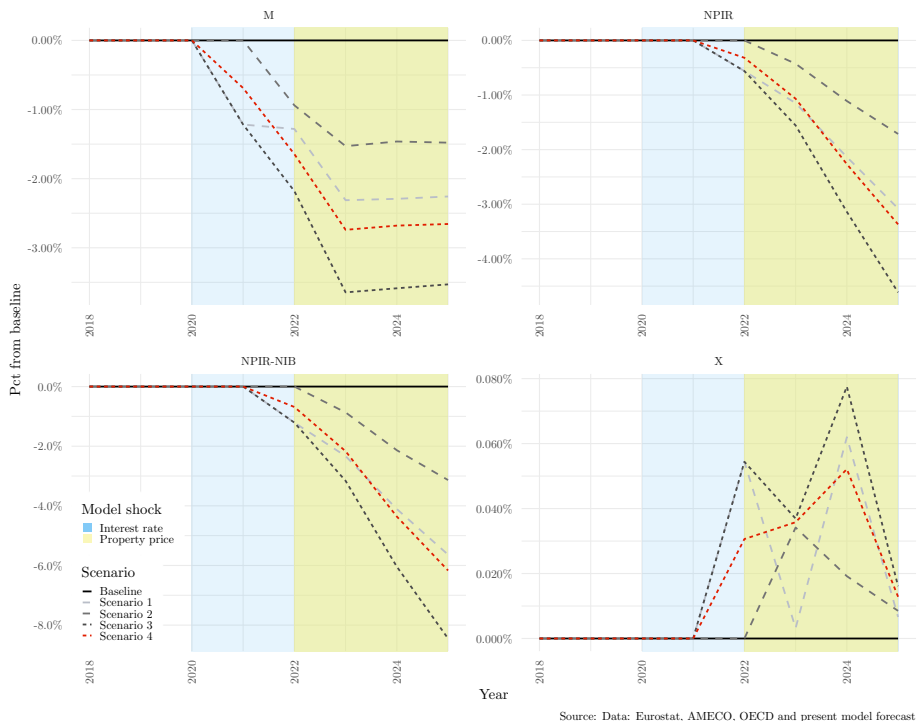 M
NPIR
0.00%
-1.00%
-2.00%
-3.00%
0.00%
-1.00%
-2.00%
-3.00%
-4.00%
2018
2020
2022
2024
2018
2020
2022
2024
Pct from baseline
NPIR-NIB
X
0.0%
-2.0%
-4.0%
-6.0%
-8.0%
Model shock
Interest rate
Property price
Scenario
Baseline
Scenario 1
Scenario 2
Scenario 3
Scenario 4
0.080%
0.060%
0.040%
0.020%
0.000%
2018
2020
2022
2024
2018
2020
2022
2024
Year
Source: Data: Eurostat, AMECO, OECD and present model forecast